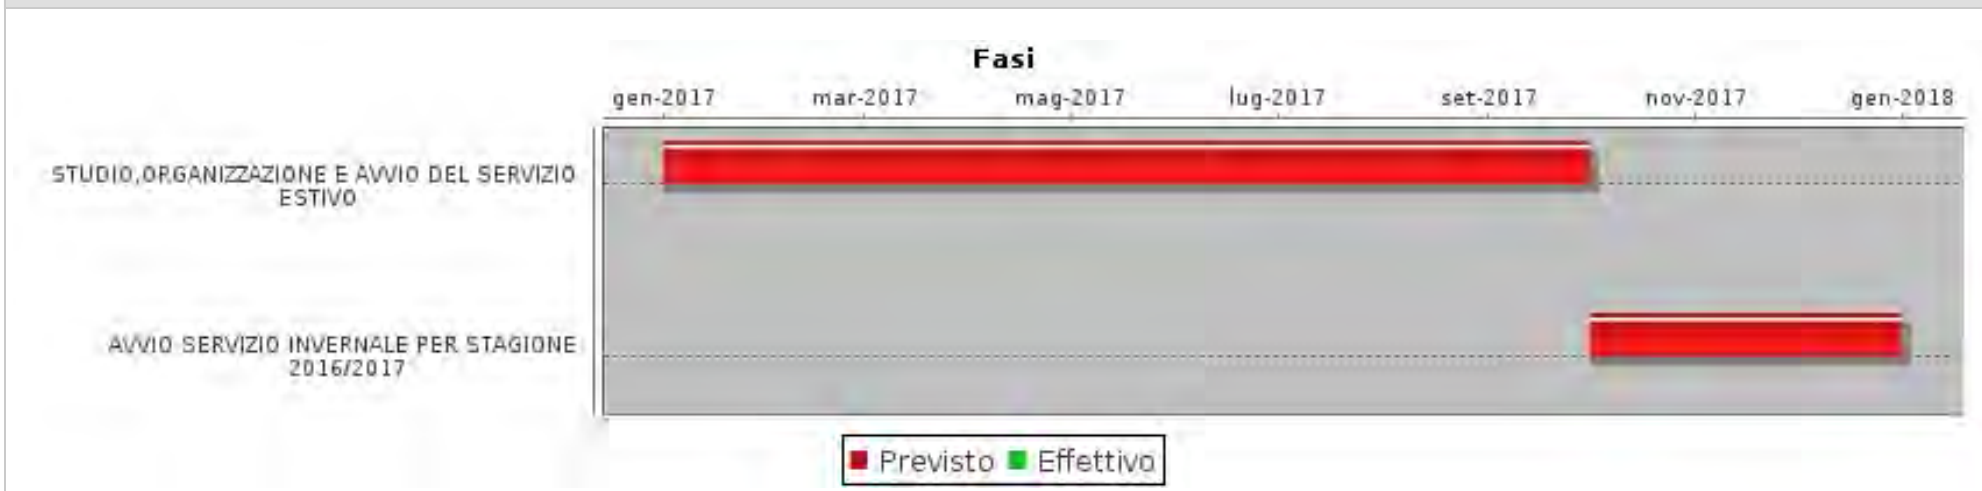 Fasi
gen-2017 mar-2017 mag-2017 lug-2017 set-2017 nov-2017 gen-2018
STUDIO,ORGANIZZAZIONE E AVVIO DEL SERVIZIO
ESTIVO
AVVIO SERVIZIO INVERNALE PER STAGIONE
2016/2017
Previsto Effettivo